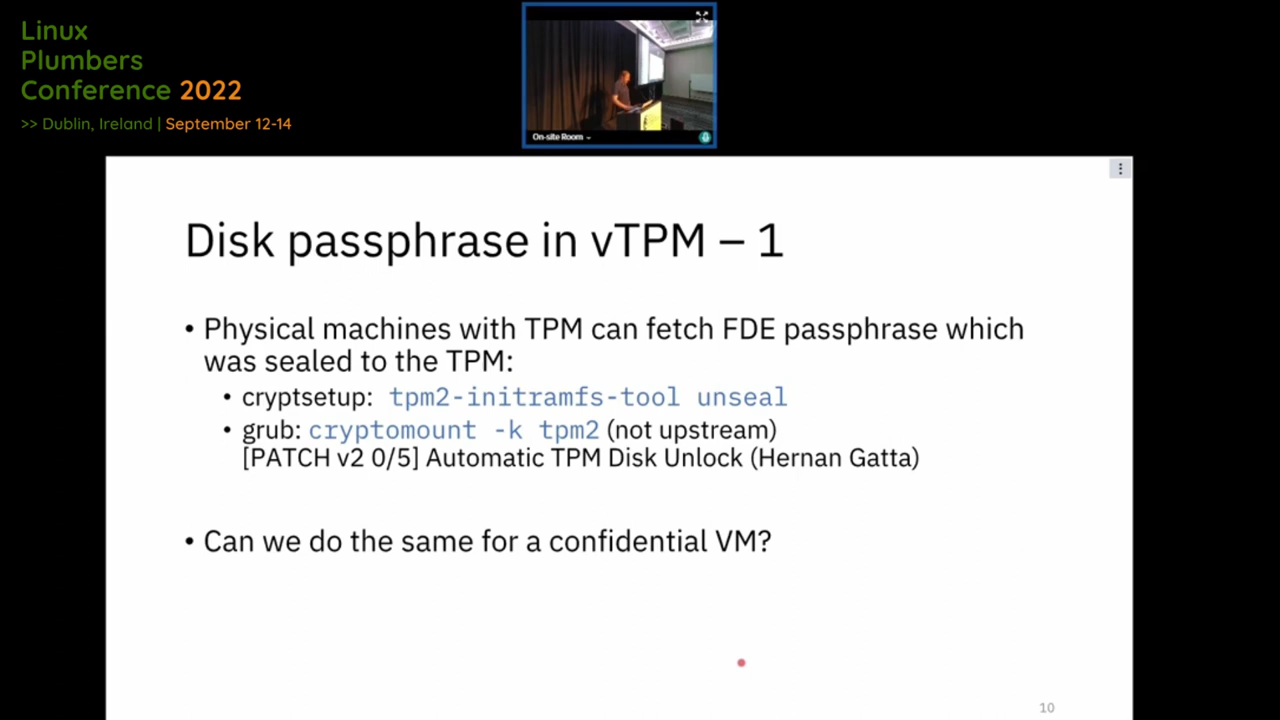 Linux
Plumbers
Conference 2022
>> Dublin, Ireland | September 12-14
On-site Room
Disk passphrase in vTPM – 1
• Physical machines with TPM can fetch FDE passphrase which
was sealed to the TPM:
• cryptsetup: tpm2-initramfs-tool unseal
• grub: cryptomount -k tpm2 (not upstream)
[PATCH v2 0/5] Automatic TPM Disk Unlock (Hernan Gatta)
• Can we do the same for a confidential VM?
10